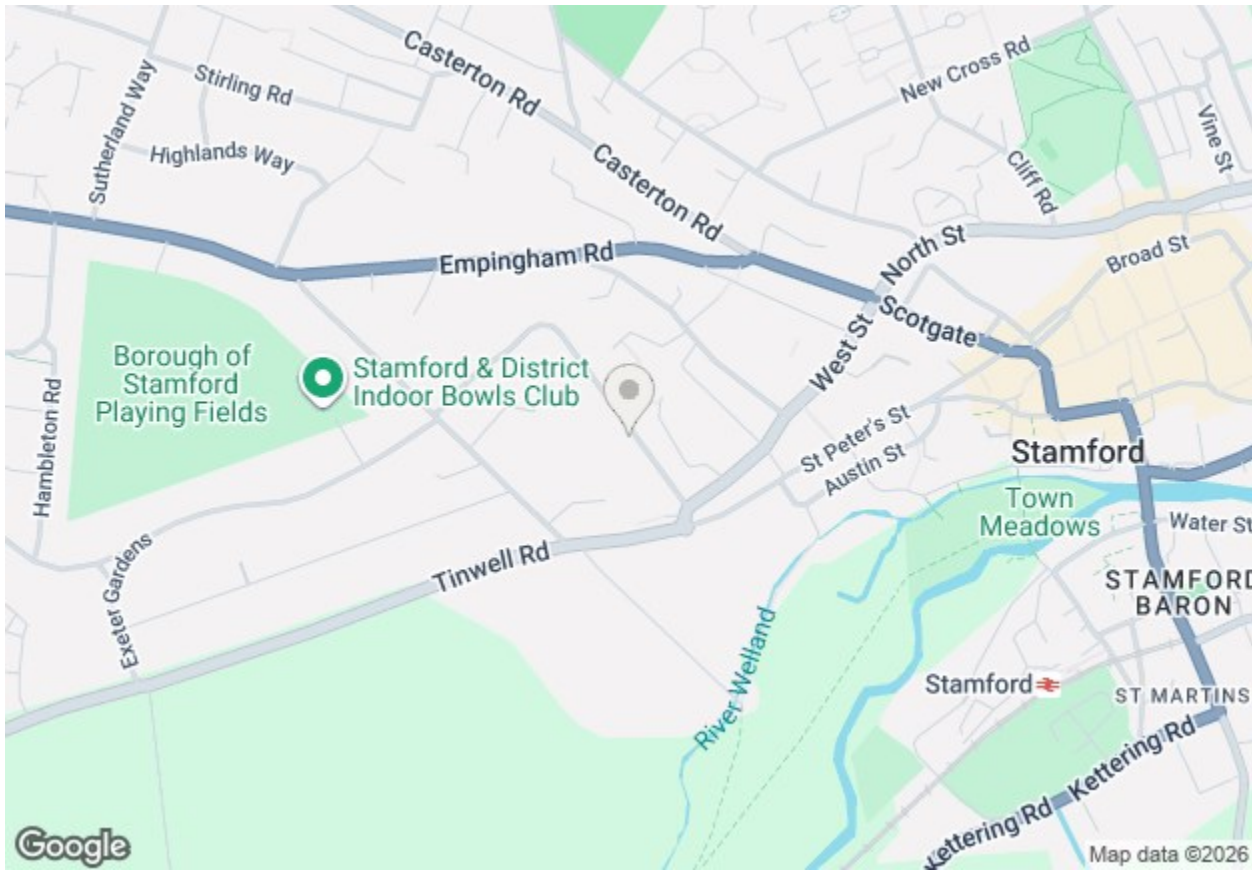 Casterton Rd
New Cross Rd
Stirling Rd
Sutherland Way
Vine St
Highlands Way
Casterton Rd
Cliff Rd
North St
Broad St
Empingham Rd
Scotgate
West St
Borough of
Stamford
Playing Fields
Stamford & District
Indoor Bowls Club
Hambleton Rd
St Peter's St
Austin St
Stamford
Town
Meadows
Water St
Tinwell Rd
Exeter Gardens
STAMFORD
BARON
River Welland
Stamford
ST MARTINS
Kettering Rd
Kettering Rd
Google
Map data ©2026